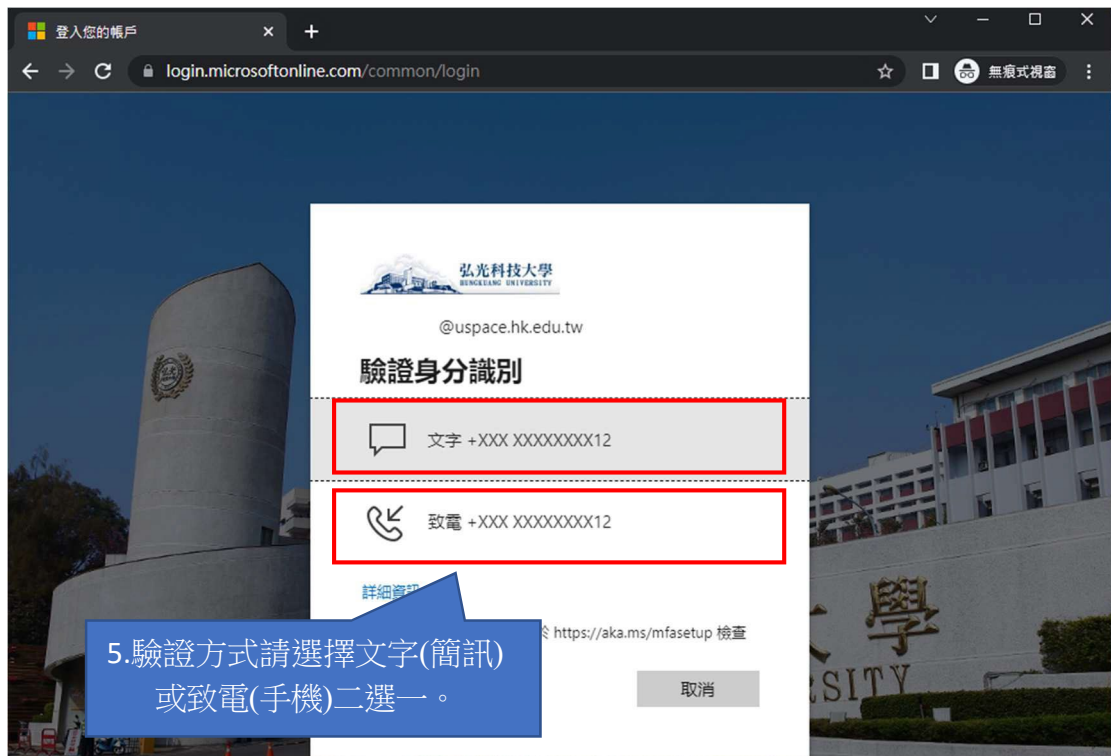 登入您的帳戶
login.microsoftonline.com/common/login
無痕式視窗
弘光科技大學
HUNGKUANG UNIVERSITY
@uspace.hk.edu.tw
驗證身分識別
文字 +XXX XXXXXXXX12
致電 +XXX XXXXXXXX12
詳細資訊
https://aka.ms/mfasetup 檢查
5.驗證方式請選擇文字(簡訊)
或致電(手機)二選一。
取消
大學
RSITY